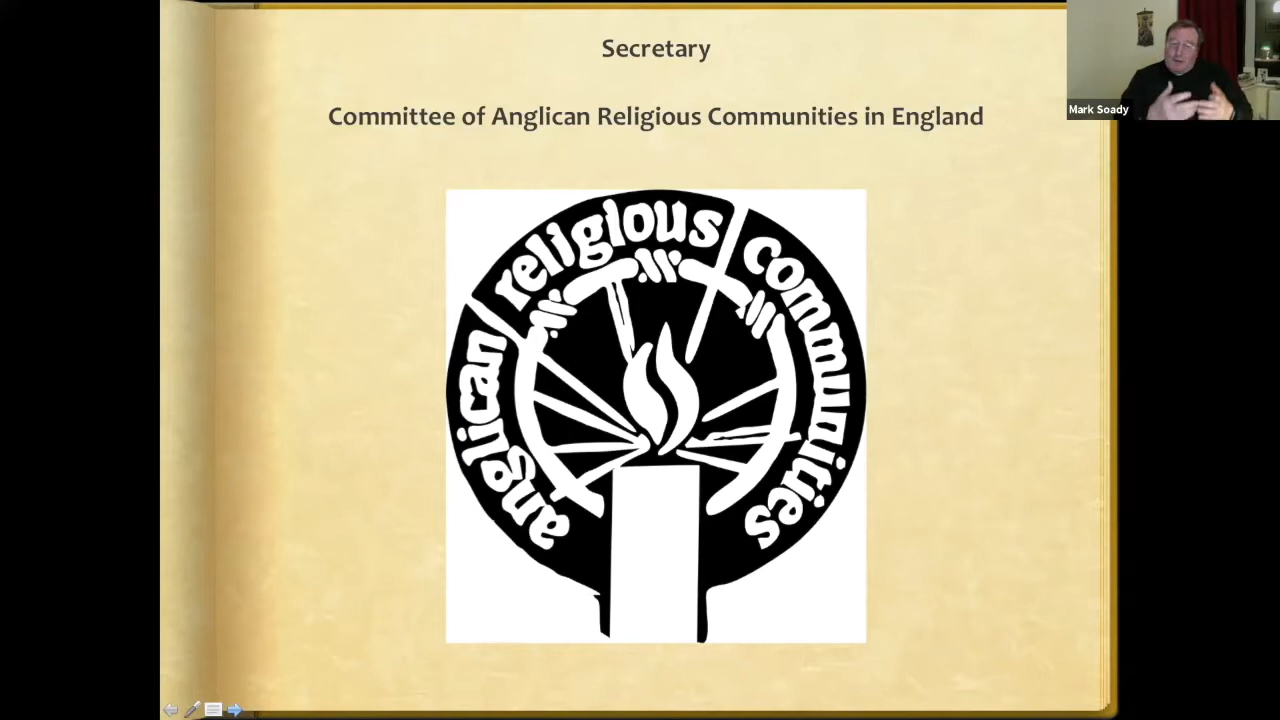 Secretary
Committee of Anglican Religious Communities in England
anglican religious communities
Mark Soady